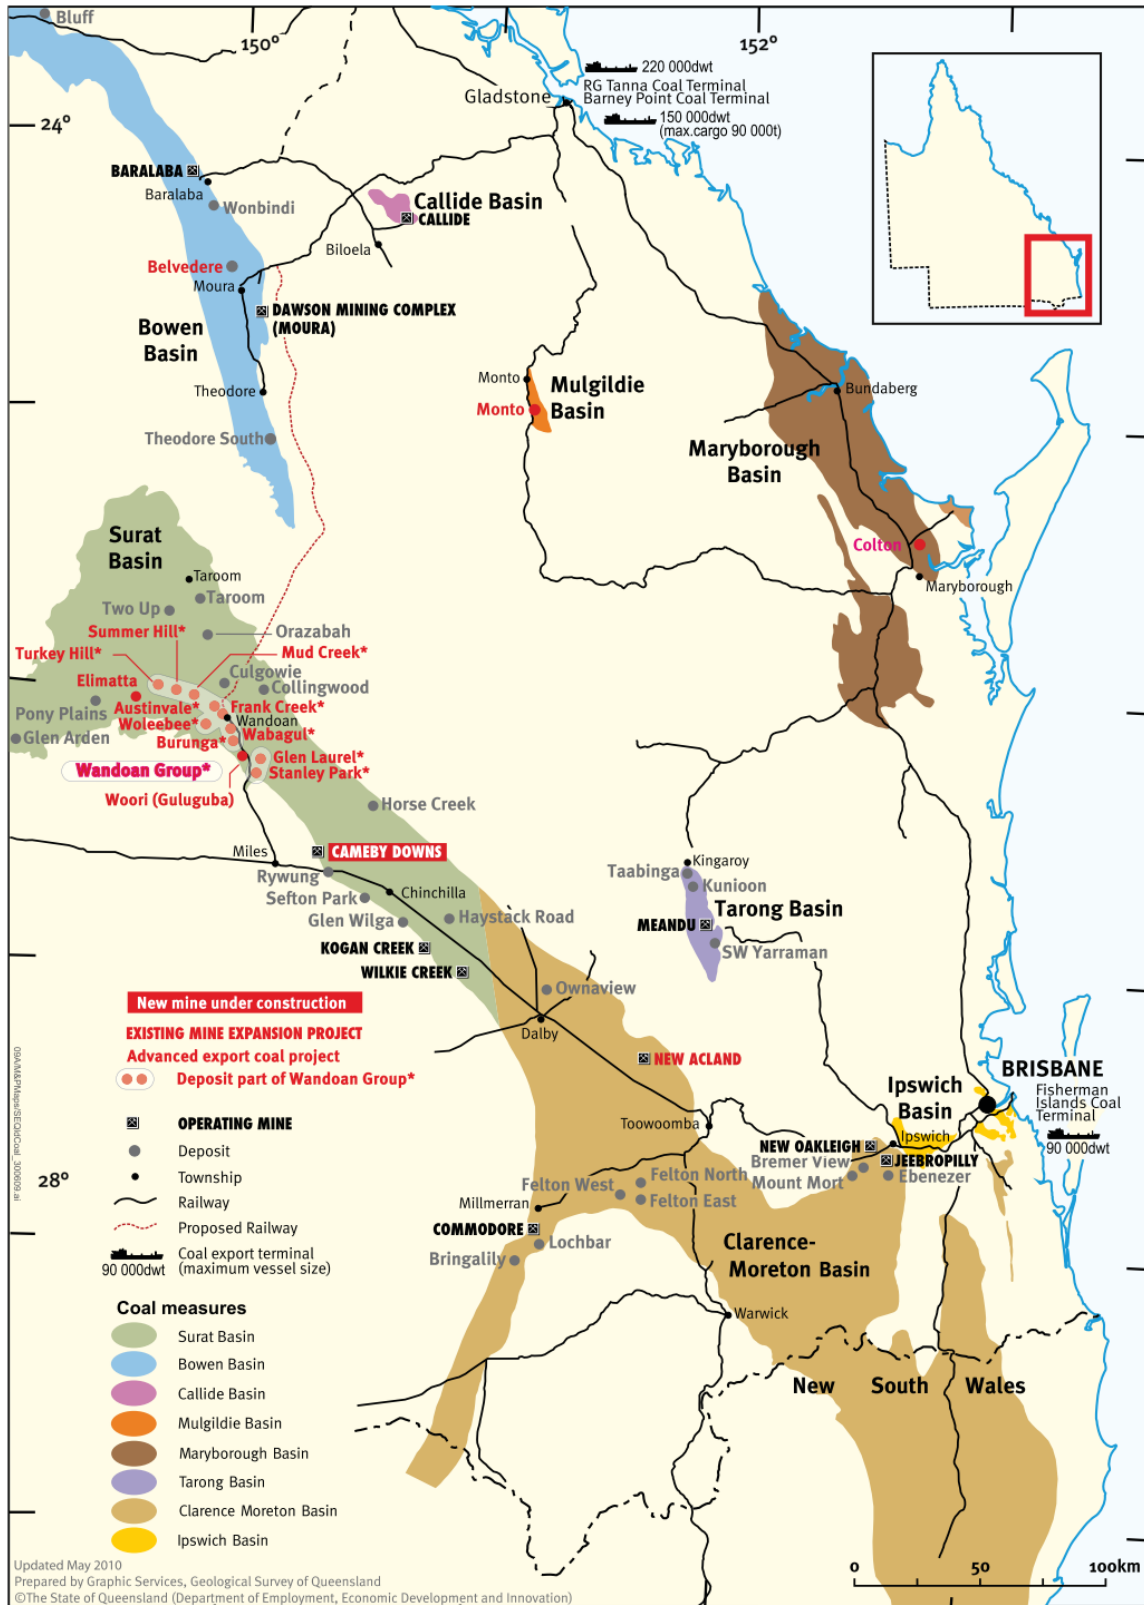 Bluff
150°
152°
220 000dwt
RG Tanna Coal Terminal
Barney Point Coal Terminal
Gladstone
150 000dwt
(max.cargo 90 000t)
24°
BARALABA
Baralaba
Wonbindi
Callide Basin
CALLIDE
Biloela
Belvedere
Moura
DAWSON MINING COMPLEX
(MOURA)
Bowen
Basin
Theodore
Theodore South
Monto
Monto
Mulgildie
Basin
Bundaberg
Maryborough
Basin
Colton
Maryborough
Surat
Basin
Taroom
Taroom
Two Up
Orazabah
Summer Hill*
Turkey Hill*
Mud Creek*
Culgowie
Collingwood
Elimatta
Pony Plains
Austinvale*
Frank Creek*
Woleebee*
Wandoan
Glen Arden
Burunga*
Wabagul*
Glen Laurel*
Wandoan Group*
Stanley Park*
Woori (Guluguba)
Horse Creek
Miles
CAMEBY DOWNS
Rywung
Chinchilla
Sefton Park
Glen Wilga
Haystack Road
KOGAN CREEK
WILKIE CREEK
Kingaroy
Taabinga
Kunioon
Tarong Basin
MEANDU
SW Yarraman
Ownaview
Dalby
NEW ACLAND
Toowoomba
Ipswich
Basin
BRISBANE
Fisherman
Islands Coal
Terminal
90 000dwt
Ipswich
NEW OAKLEIGH
JEEBROPILLY
Bremer View
Mount Mort
Ebenezer
Felton North
Felton West
Felton East
Millmerran
COMMODORE
Lochbar
Bringalily
Clarence-
Moreton Basin
Warwick
New South Wales
New mine under construction
EXISTING MINE EXPANSION PROJECT
Advanced export coal project
Deposit part of Wandoan Group*
OPERATING MINE
Deposit
Township
28°
Railway
Proposed Railway
Coal export terminal
(maximum vessel size)
90 000dwt
Coal measures
Surat Basin
Bowen Basin
Callide Basin
Mulgildie Basin
Maryborough Basin
Tarong Basin
Clarence Moreton Basin
Ipswich Basin
0 50 100km
Updated May 2010
Prepared by Graphic Services, Geological Survey of Queensland
©The State of Queensland (Department of Employment, Economic Development and Innovation)